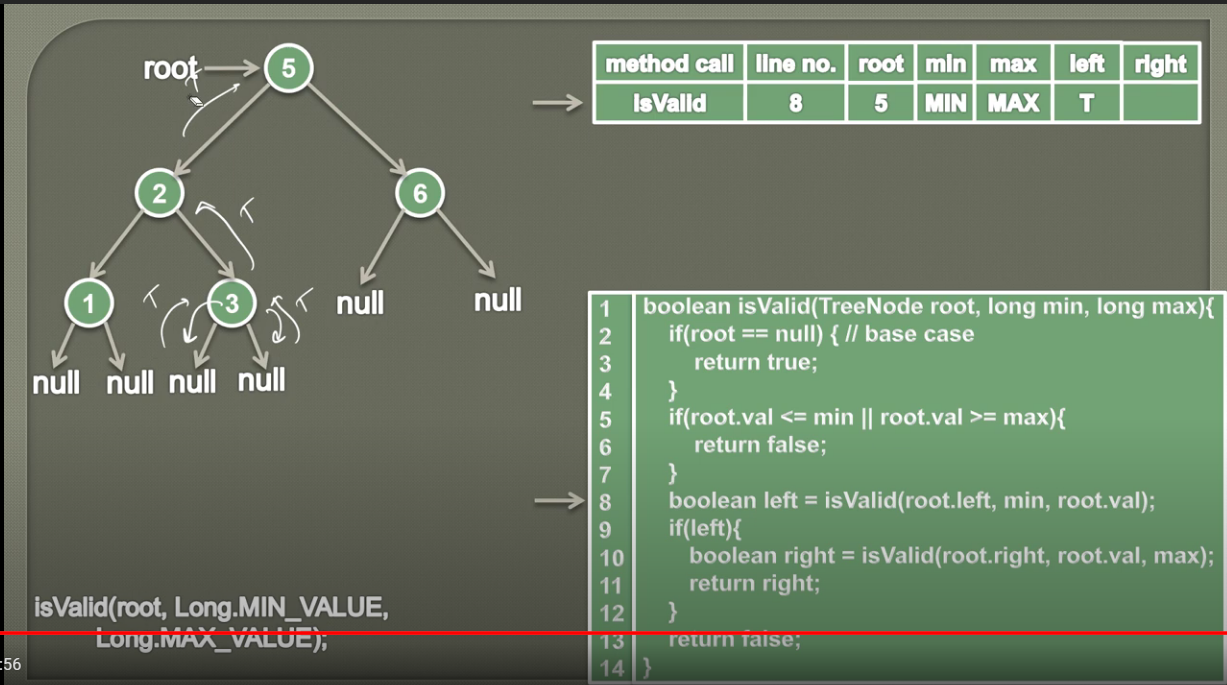 root
5
2
6
1
3
null
null
null
null
null
null
T
T
T
T
method call line no. root min max left right
isValid 8 5 MIN MAX T
1 boolean isValid(TreeNode root, long min, long max){
2 if(root == null) { // base case
3 return true;
4 }
5 if(root.val <= min || root.val >= max){
6 return false;
7 }
8 boolean left = isValid(root.left, min, root.val);
9 if(left){
10 boolean right = isValid(root.right, root.val, max);
11 return right;
12 }
13 return false;
14 }
isValid(root, Long.MIN_VALUE,
Long.MAX_VALUE);
:56